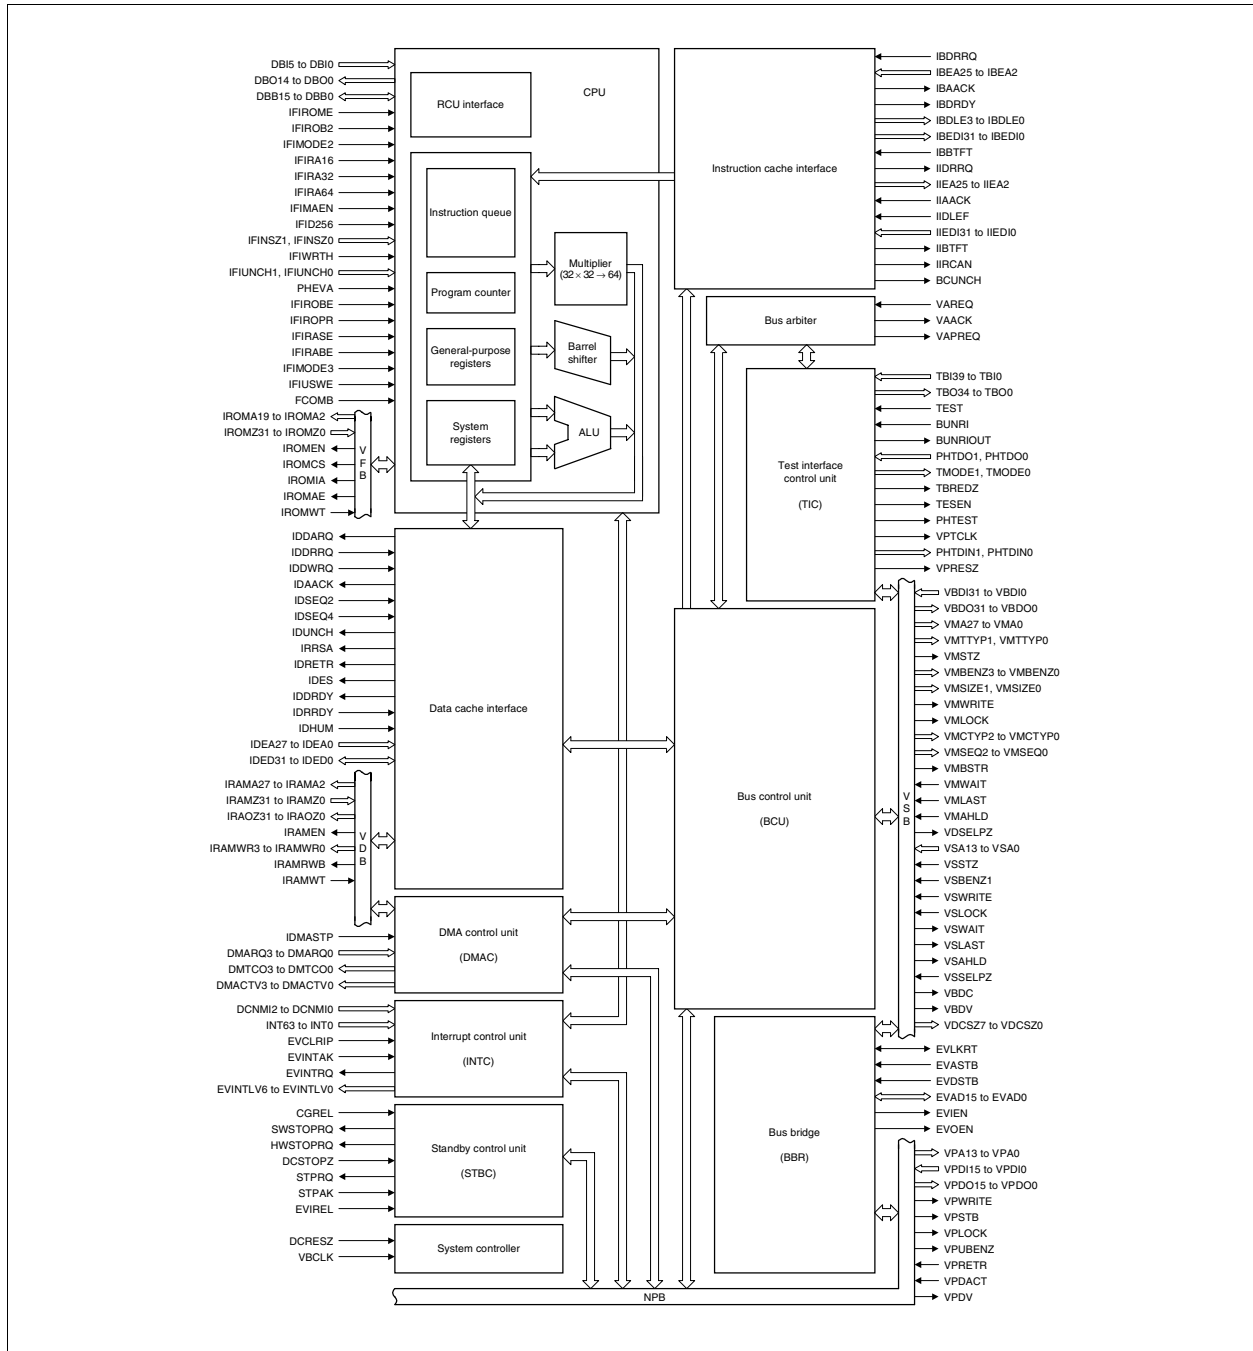 DBI5 to DBI0
DBO14 to DBO0
DBB15 to DBB0
IFIROME
IFIROB2
IFIMODE2
IFIRA16
IFIRA32
IFIRA64
IFIMAEN
IFID256
IFINSZ1, IFINSZ0
IFIWRTH
IFIUNCH1, IFIUNCH0
PHEVA
IFIROBE
IFIROPR
IFIRASE
IFIRABE
IFIMODE3
IFIUSWE
FCOMB
IROMA19 to IROMA2
IROMZ31 to IROMZ0
IROMEN
IROMCS
IROMIA
IROMAE
IROMWT
VFB
IDDARQ
IDDRRQ
IDDWRQ
IDAACK
IDSEQ2
IDSEQ4
IDUNCH
IRRSA
IDRETR
IDES
IDDRDY
IDRRDY
IDHUM
IDEA27 to IDEA0
IDED31 to IDED0
IRAMA27 to IRAMA2
IRAMZ31 to IRAMZ0
IRAOZ31 to IRAOZ0
IRAMEN
IRAMWR3 to IRAMWR0
IRAMRWB
IRAMWT
VDB
IDMASTP
DMARQ3 to DMARQ0
DMTCO3 to DMTCO0
DMACTV3 to DMACTV0
DCNMI2 to DCNMI0
INT63 to INT0
EVCLRIP
EVINTAK
EVINTRQ
EVINTLV6 to EVINTLV0
CGREL
SWSTOPRQ
HWSTOPRQ
DCSTOPZ
STPRQ
STPAK
EVIREL
DCRESZ
VBCLK
CPU
RCU interface
Instruction queue
Program counter
General-purpose
registers
System
registers
Multiplier
(32 × 32 → 64)
Barrel
shifter
ALU
Data cache interface
DMA control unit
(DMAC)
Interrupt control unit
(INTC)
Standby control unit
(STBC)
System controller
NPB
Instruction cache interface
Bus arbiter
Test interface
control unit
(TIC)
Bus control unit
(BCU)
Bus bridge
(BBR)
VSB
IBDRRQ
IBEA25 to IBEA2
IBAACK
IBDRDY
IBDLE3 to IBDLE0
IBEDI31 to IBEDI0
IBBTFT
IIDRRQ
IIEA25 to IIEA2
IIAACK
IIDLEF
IIEDI31 to IIEDI0
IIBTFT
IIRCAN
BCUNCH
VAREQ
VAACK
VAPREQ
TBI39 to TBI0
TBO34 to TBO0
TEST
BUNRI
BUNRIOUT
PHTDO1, PHTDO0
TMODE1, TMODE0
TBREDZ
TESEN
PHTEST
VPTCLK
PHTDIN1, PHTDIN0
VPRESZ
VBDI31 to VBDI0
VBDO31 to VBDO0
VMA27 to VMA0
VMTTYP1, VMTTYP0
VMSTZ
VMBENZ3 to VMBENZ0
VMSIZE1, VMSIZE0
VMWRITE
VMLOCK
VMCTYP2 to VMCTYP0
VMSEQ2 to VMSEQ0
VMBSTR
VMWAIT
VMLAST
VMAHLD
VDSELPZ
VSA13 to VSA0
VSSTZ
VSBENZ1
VSWRITE
VSLOCK
VSWAIT
VSLAST
VSAHLD
VSSELPZ
VBDC
VBDV
VDCSZ7 to VDCSZ0
EVLKRT
EVASTB
EVDSTB
EVAD15 to EVAD0
EVIEN
EVOEN
VPA13 to VPA0
VPDI15 to VPDI0
VPDO15 to VPDO0
VPWRITE
VPSTB
VPLOCK
VPUBENZ
VPRETR
VPDACT
VPDV